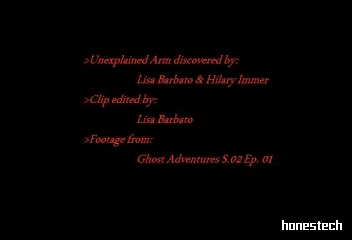 >Unexplained Arm discovered by:
Lisa Barbato & Hilary Immer
>Clip edited by:
Lisa Barbato
>Footage from:
Ghost Adventures S.02 Ep. 01
honestech